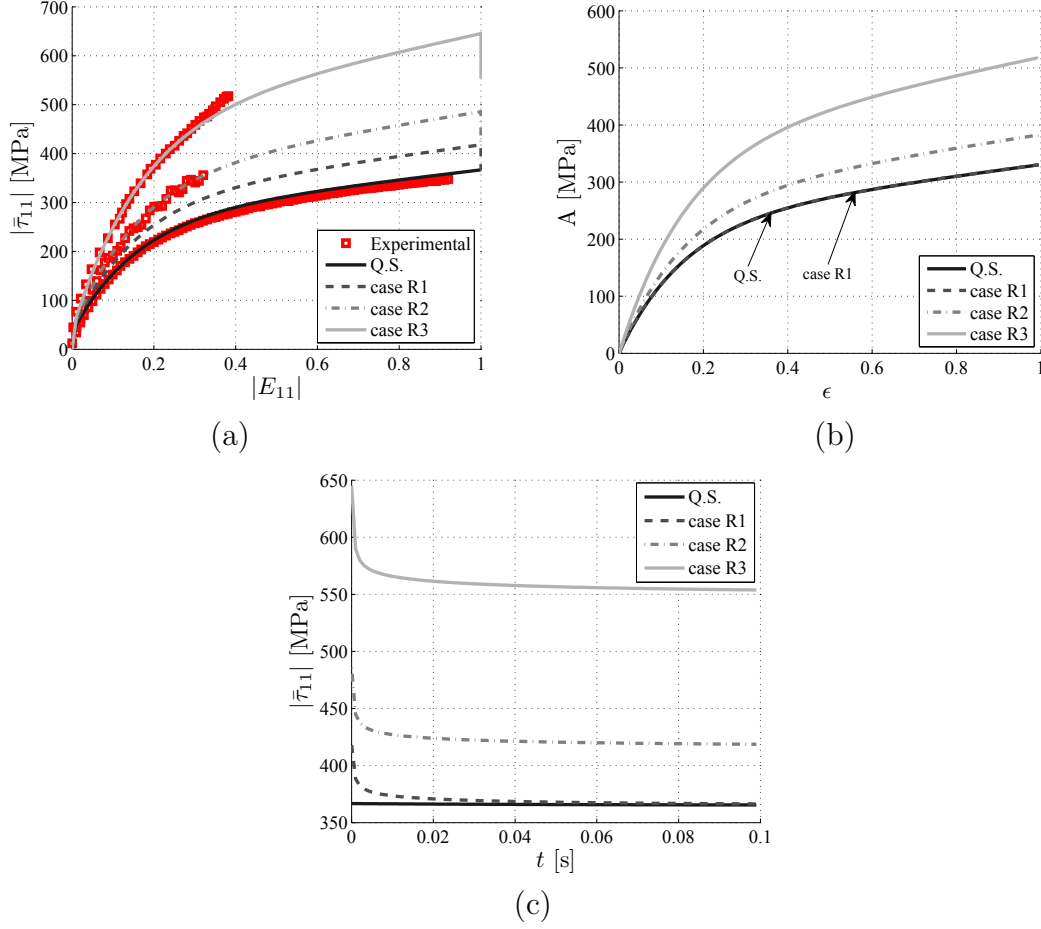 700
600
500
400
300
200
100
0
|τ̄₁₁| [MPa]
0 0.2 0.4 0.6 0.8 1
|E₁₁|
Experimental
Q.S.
case R1
case R2
case R3
(a)
600
500
400
300
200
100
0
A [MPa]
0 0.2 0.4 0.6 0.8 1
ϵ
Q.S.
case R1
Q.S.
case R1
case R2
case R3
(b)
650
600
550
500
450
400
350
|τ̄₁₁| [MPa]
0 0.02 0.04 0.06 0.08 0.1
t [s]
Q.S.
case R1
case R2
case R3
(c)